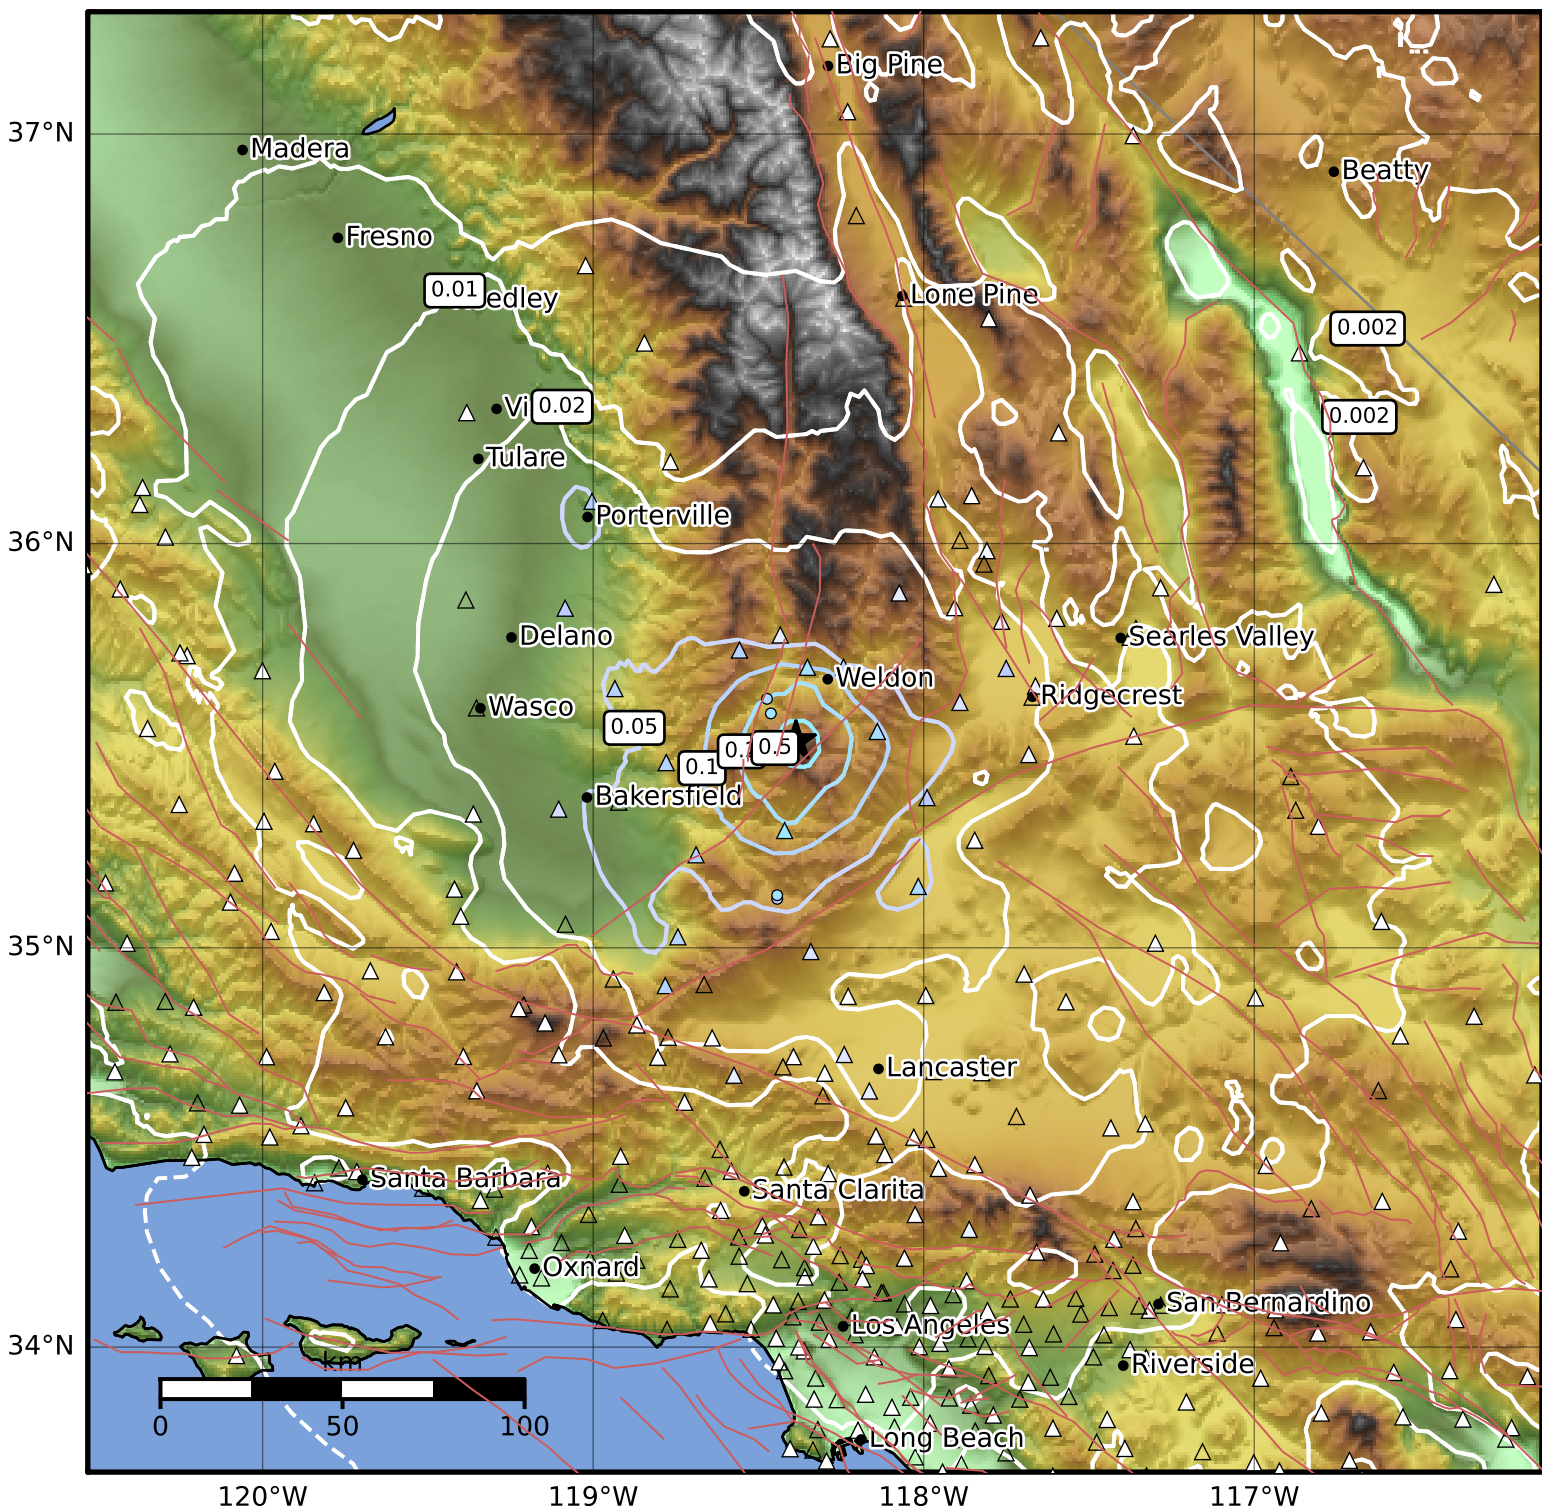 Big Pine
37°N
Madera
Beatty
Fresno
0.01
edley
Lone Pine
0.002
Vi
0.02
0.002
Tulare
Porterville
36°N
Delano
Searles Valley
Weldon
Wasco
Ridgecrest
0.05
0.5
0.1
Bakersfield
35°N
Lancaster
Santa Barbara
Santa Clarita
Oxnard
San Bernardino
Los Angeles
34°N
km
Riverside
0 50 100
Long Beach
120°W 119°W 118°W 117°W